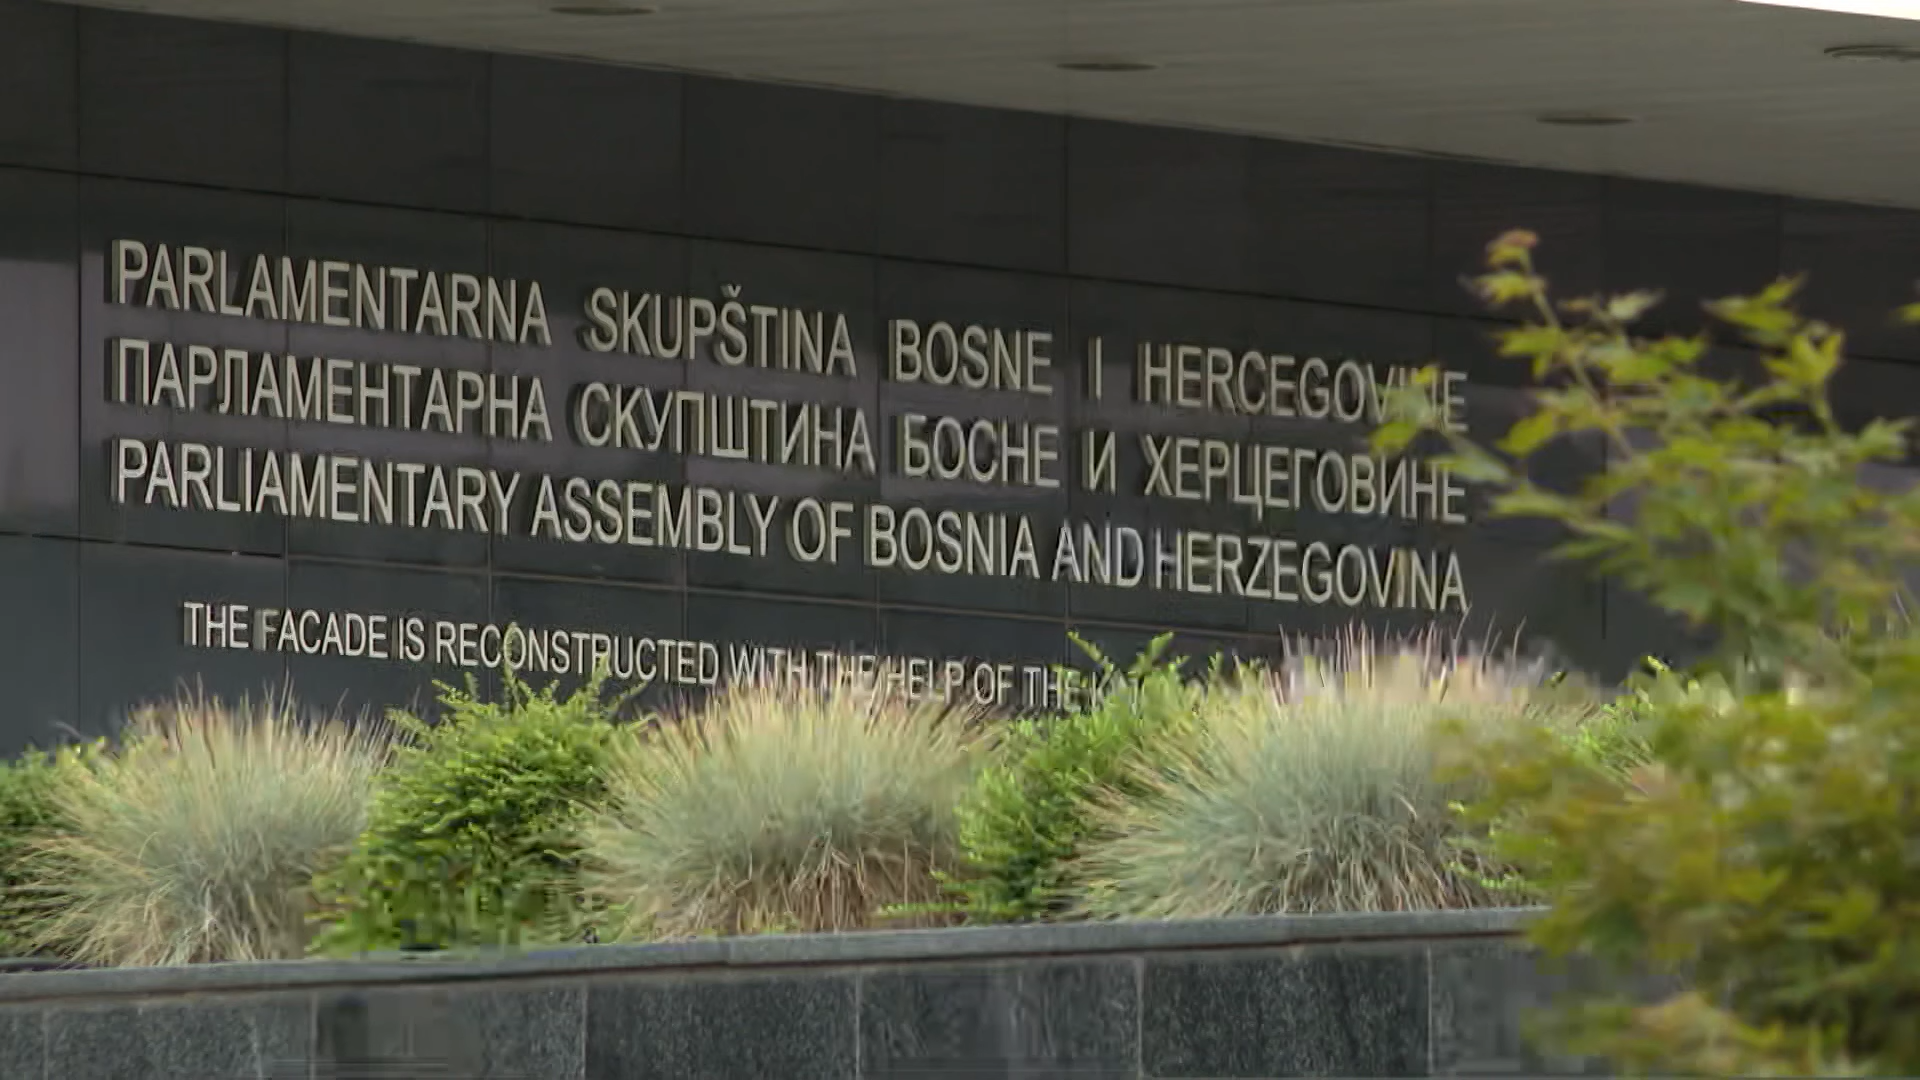 PARLAMENTARNA SKUPŠTINA BOSNE I HERCEGOVINE
ПАРЛАМЕНТАРНА СКУПШТИНА БОСНЕ И ХЕРЦЕГОВИНЕ
PARLIAMENTARY ASSEMBLY OF BOSNIA AND HERZEGOVINA
THE FACADE IS RECONSTRUCTED WITH THE HELP OF THE